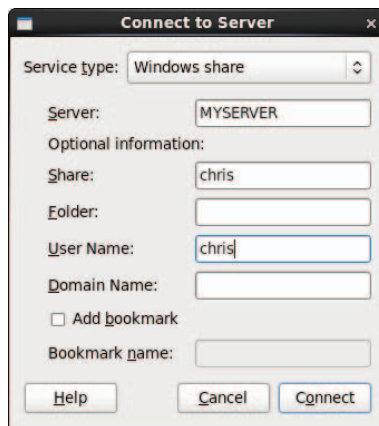 Connect to Server
Service type: Windows share
Server: MYSERVER
Optional information:
Share: chris
Folder:
User Name: chris
Domain Name:
Add bookmark
Bookmark name:
Help Cancel Connect